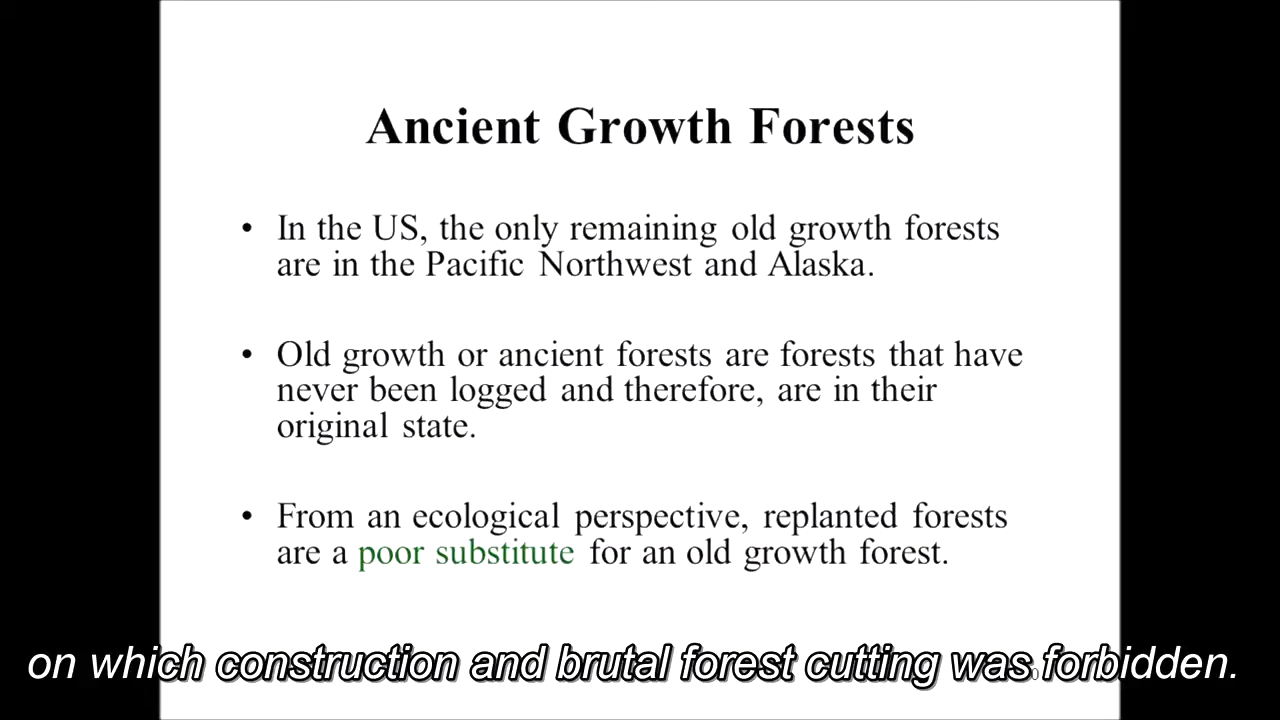 Ancient Growth Forests
• In the US, the only remaining old growth forests
are in the Pacific Northwest and Alaska.
• Old growth or ancient forests are forests that have
never been logged and therefore, are in their
original state.
• From an ecological perspective, replanted forests
are a poor substitute for an old growth forest.
on which construction and brutal forest cutting was forbidden.